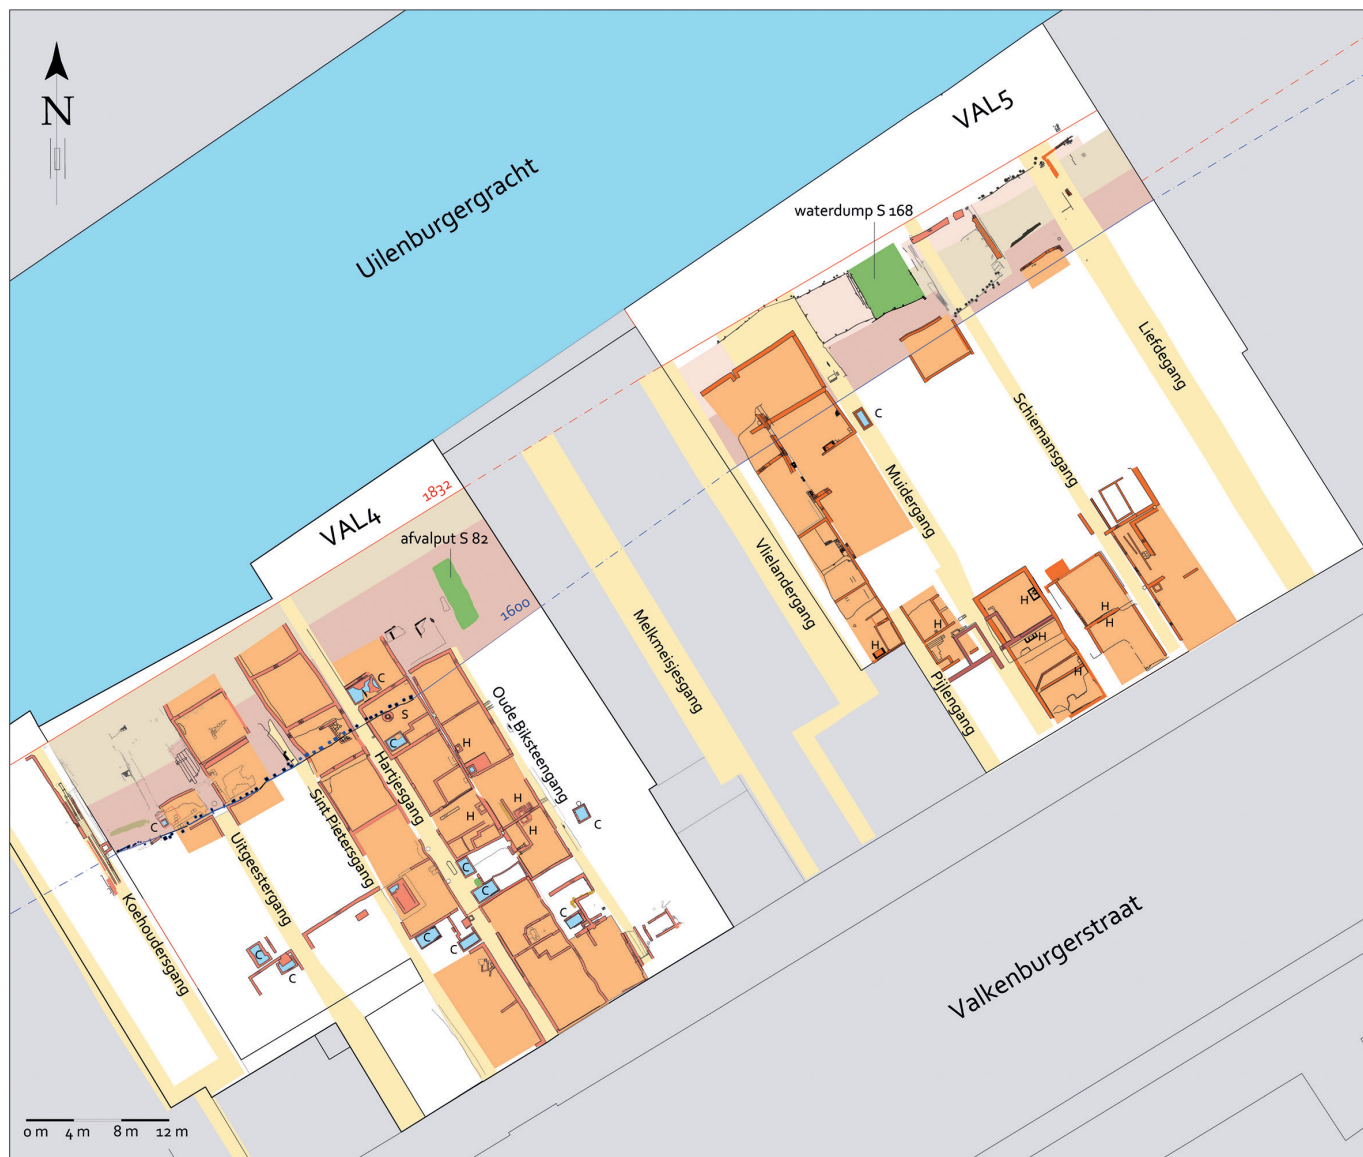 N
Uilenburgergracht
VAL5
waterdump S 168
1832
VAL4
afvalput S 82
1600
C
Liefdegang
Schiemansgang
Muidergang
Vlielandergang
Melkmeisjesgang
H
H
H
H
H
H
H
Pijlengang
C
S
C
H
Oude Biksteengang
Hartjesgang
H
H
H
C
C
Sint Pietersgang
Uitgeestergang
Koehoudersgang
C
C
C
C
C
C
C
Valkenburgerstraat
0 m 4 m 8 m 12 m